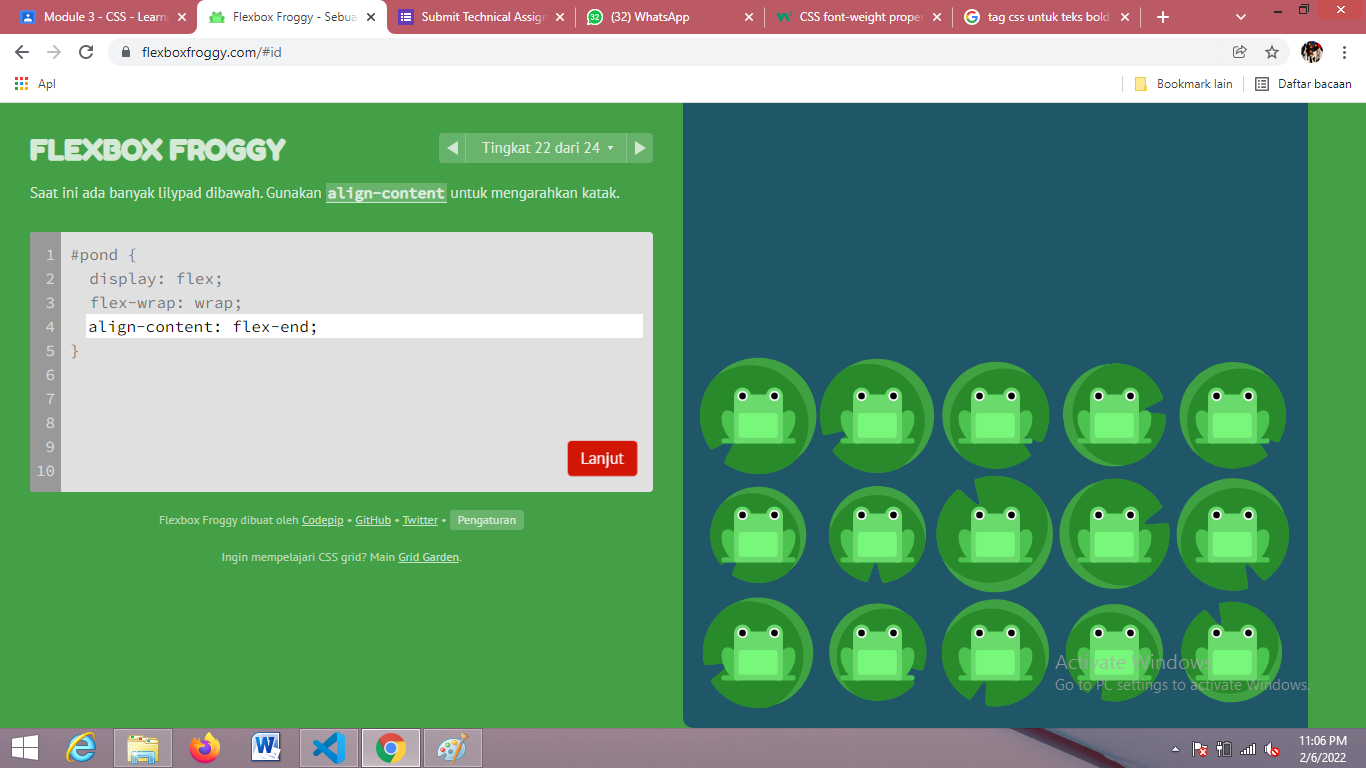 Module 3 - CSS - Learn
Flexbox Froggy - Sebua
Submit Technical Assign
(32) WhatsApp
CSS font-weight proper
tag css untuk teks bold
flexboxfroggy.com/#id
Apl
Bookmark lain
Daftar bacaan
FLEXBOX FROGGY
Tingkat 22 dari 24
Saat ini ada banyak lilypad dibawah. Gunakan align-content untuk mengarahkan katak.
1 #pond {
2 display: flex;
3 flex-wrap: wrap;
4 align-content: flex-end;
5 }
6
7
8
9
10
Lanjut
Flexbox Froggy dibuat oleh Codepip • GitHub • Twitter • Pengaturan
Ingin mempelajari CSS grid? Main Grid Garden.
Activate Windows
Go to PC settings to activate Windows.
11:06 PM
2/6/2022